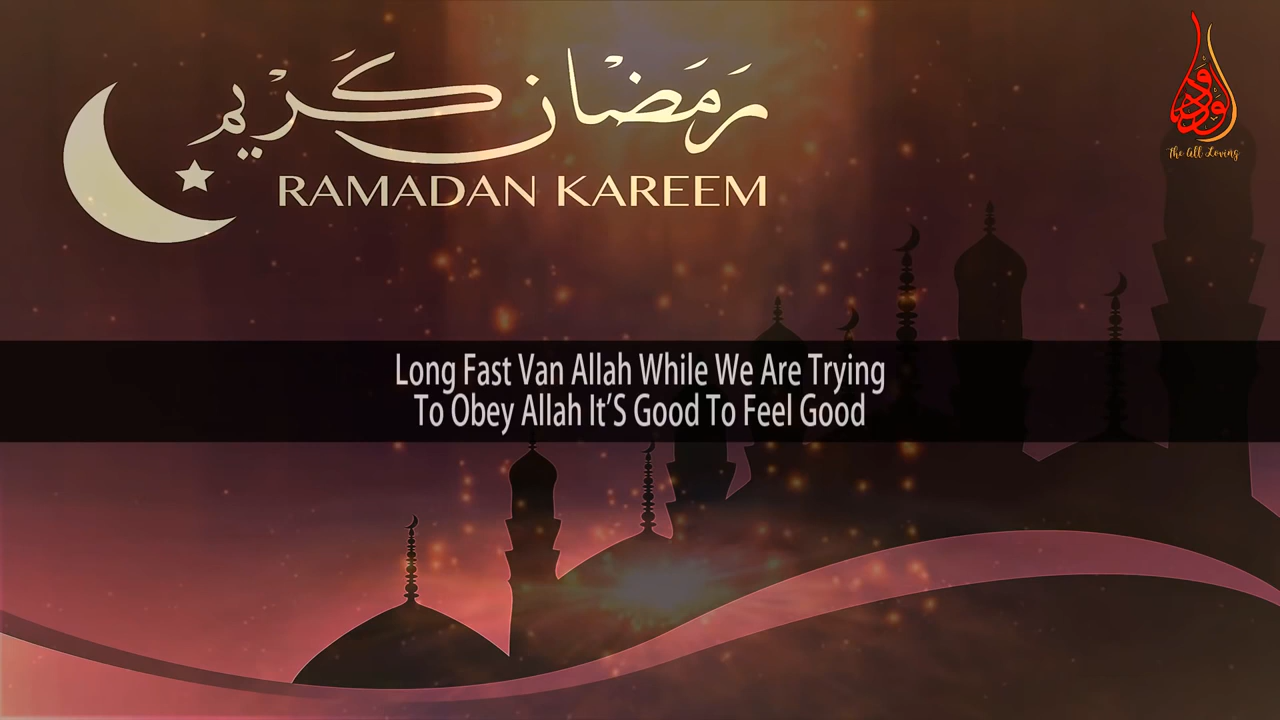 رَمَضَان كَرْيم
RAMADAN KAREEM
الودود
The All Loving
Long Fast Van Allah While We Are Trying
To Obey Allah It’S Good To Feel Good